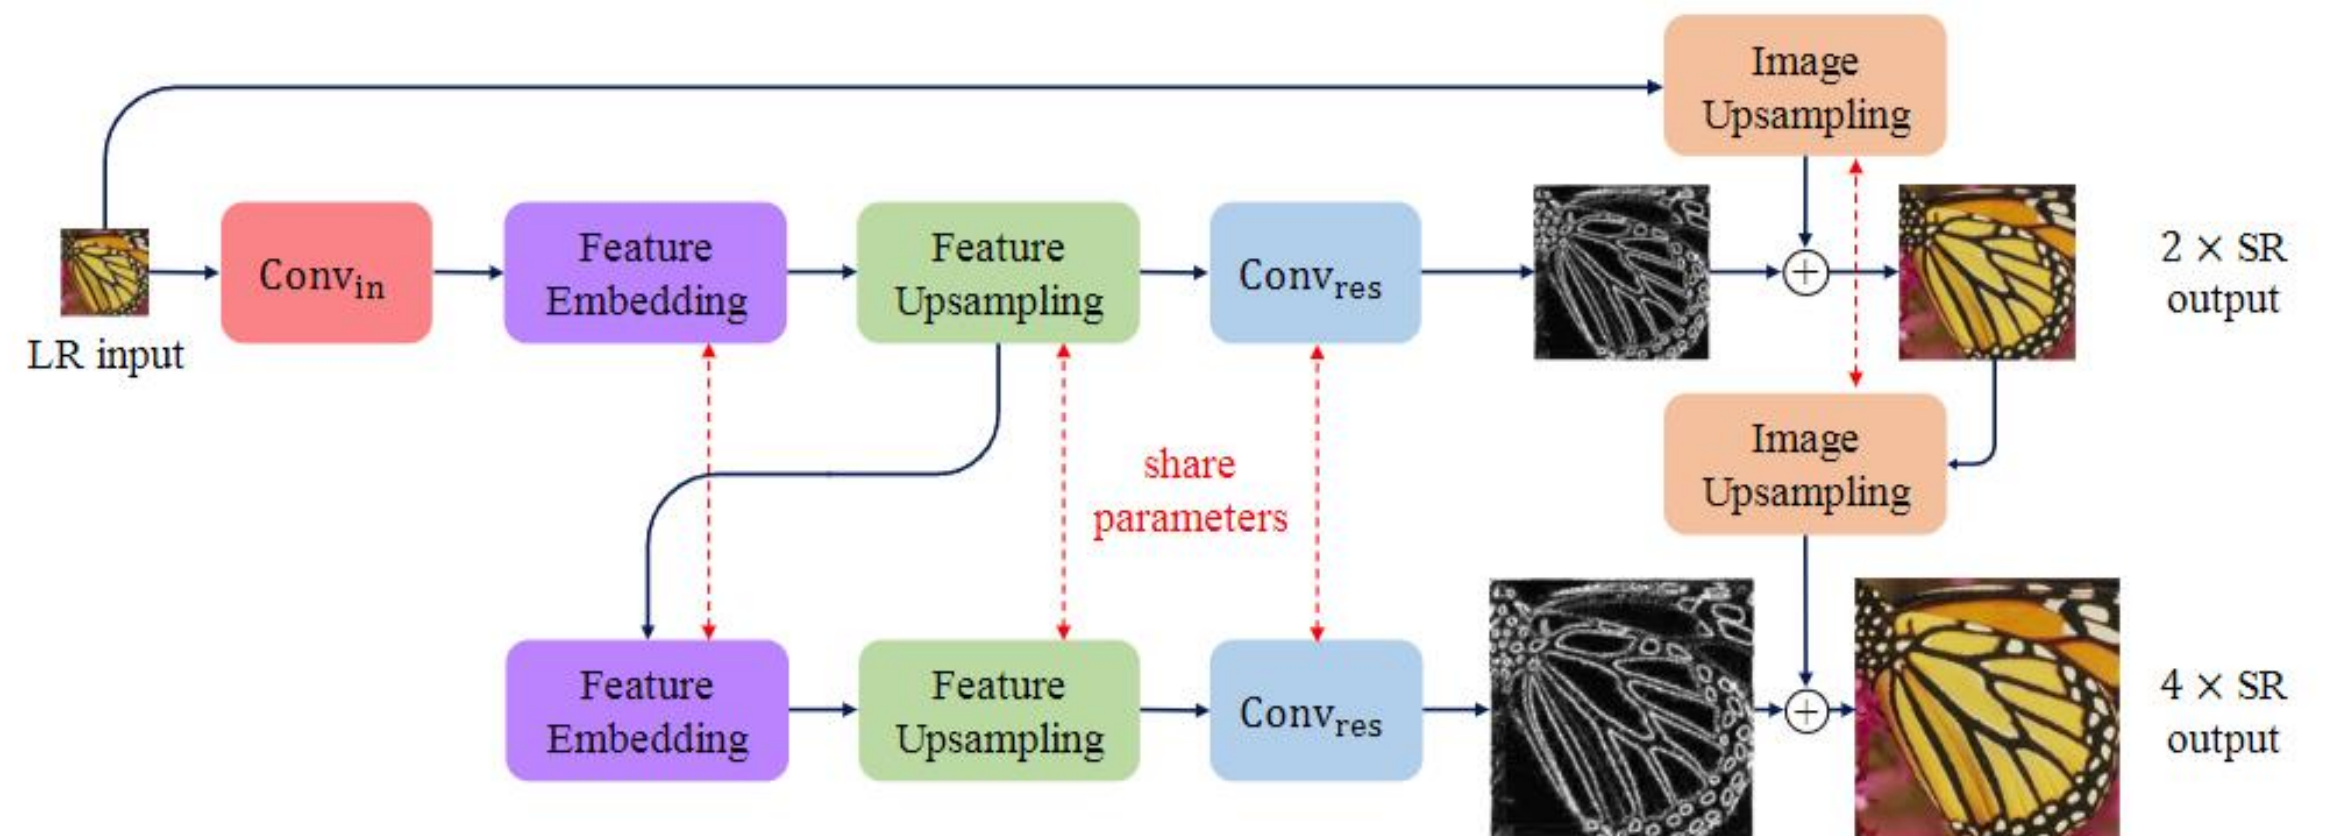 Image
Upsampling
LR input
Conv_in
Feature
Embedding
Feature
Upsampling
Conv_res
2 × SR
output
share
parameters
Image
Upsampling
Feature
Embedding
Feature
Upsampling
Conv_res
4 × SR
output